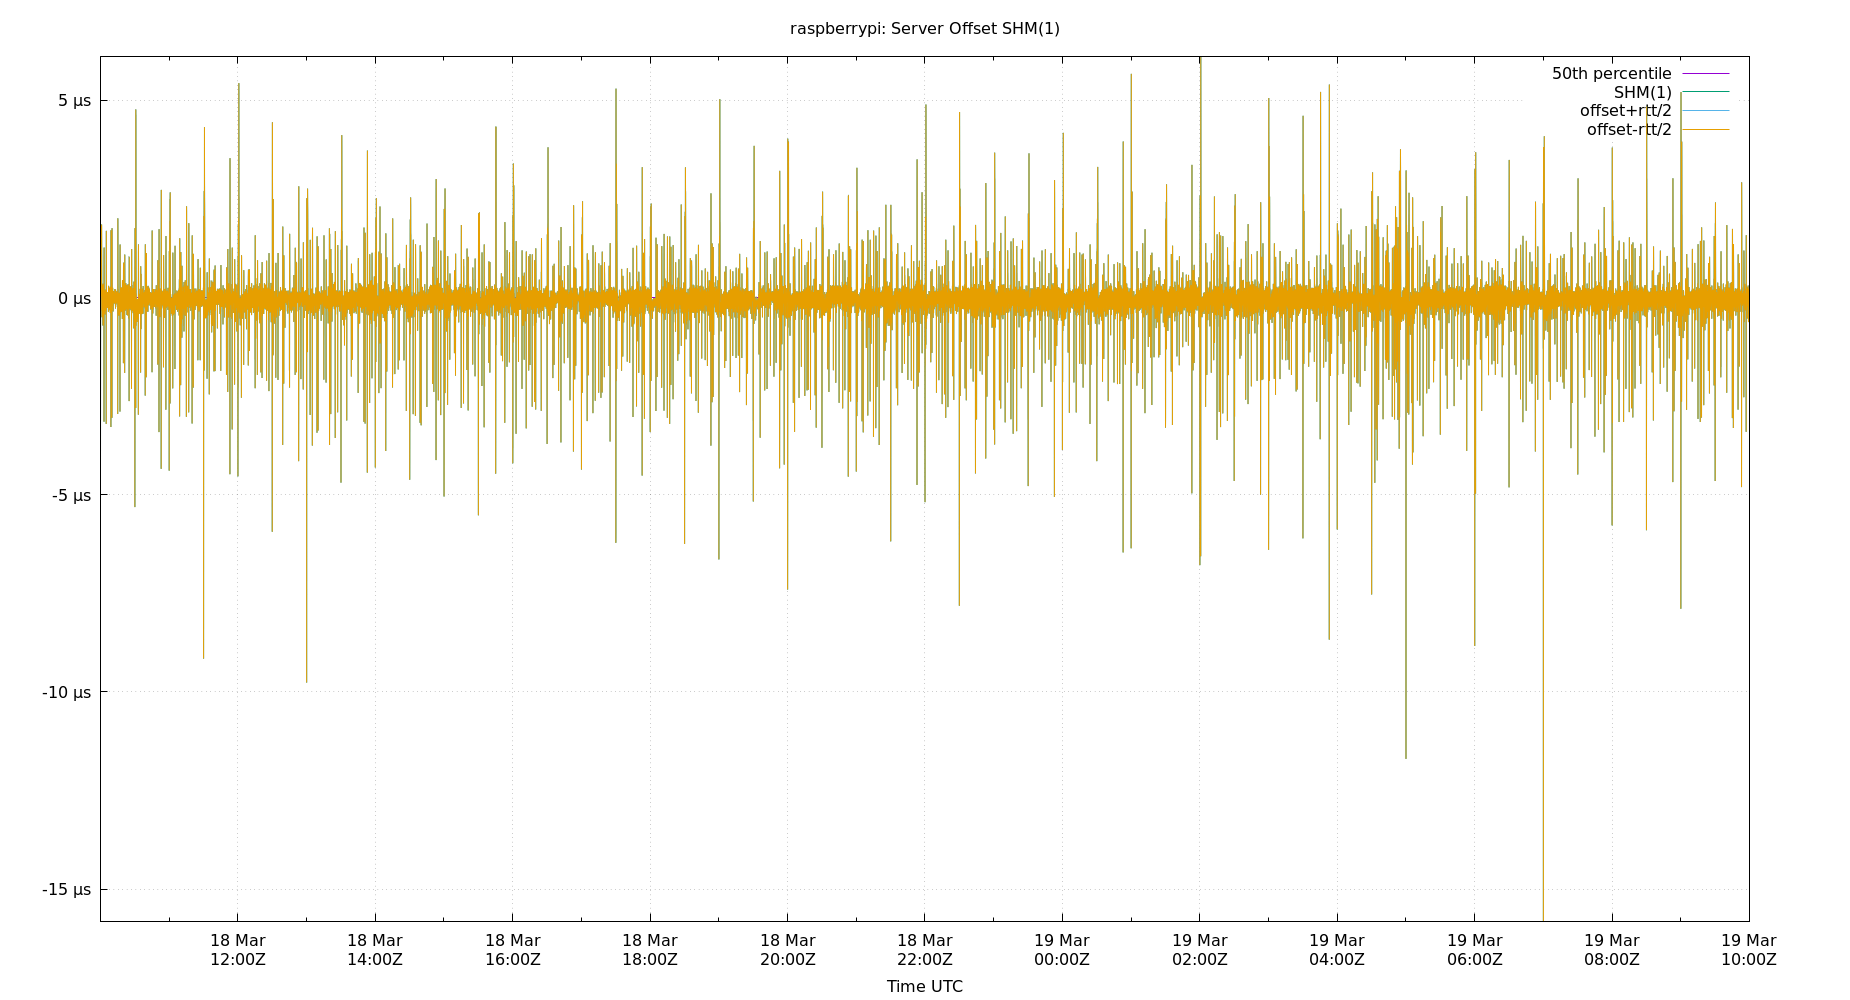 raspberrypi: Server Offset SHM(1)
50th percentile
SHM(1)
offset+rtt/2
offset-rtt/2
5 µs
0 µs
-5 µs
-10 µs
-15 µs
18 Mar 18 Mar 18 Mar 18 Mar 18 Mar 18 Mar 19 Mar 19 Mar 19 Mar 19 Mar 19 Mar 19 Mar
12:00Z 14:00Z 16:00Z 18:00Z 20:00Z 22:00Z 00:00Z 02:00Z 04:00Z 06:00Z 08:00Z 10:00Z
Time UTC